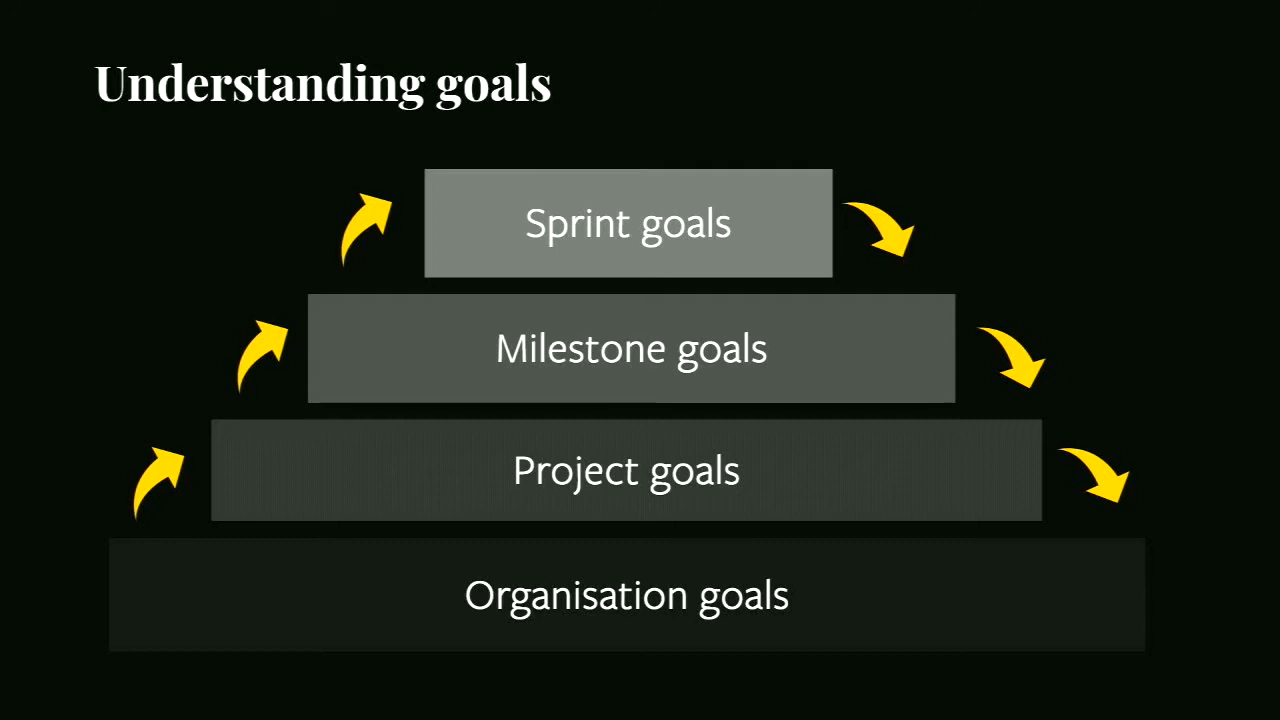 Understanding goals
Sprint goals
Milestone goals
Project goals
Organisation goals